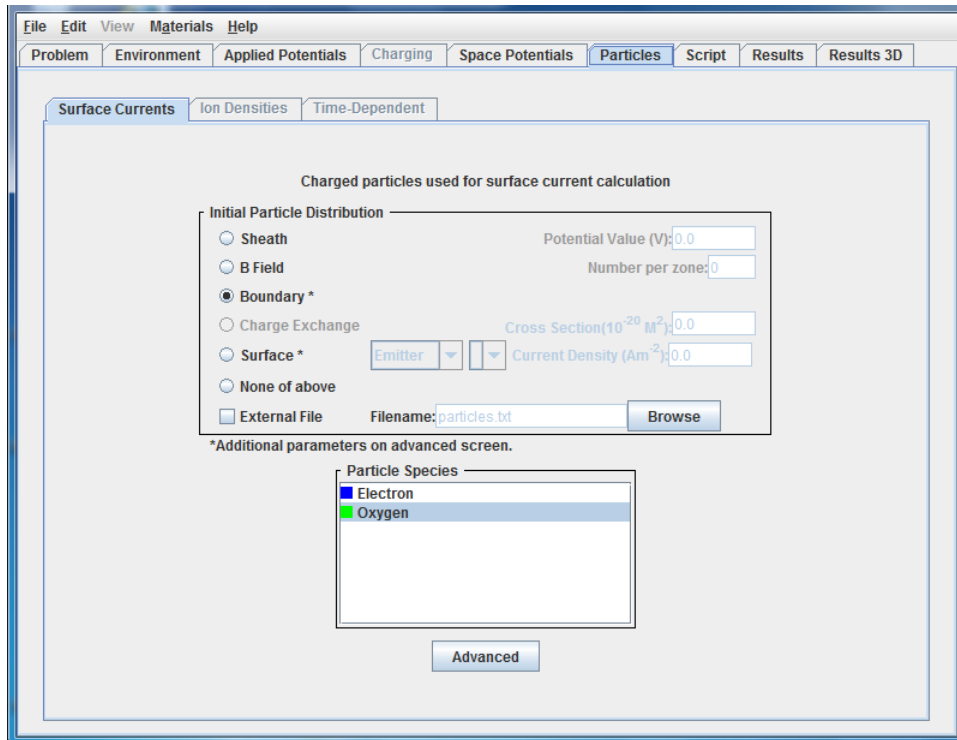 File Edit View Materials Help
Problem Environment Applied Potentials Charging Space Potentials Particles Script Results Results 3D
Surface Currents Ion Densities Time-Dependent
Charged particles used for surface current calculation
Initial Particle Distribution
Sheath Potential Value (V): 0.0
B Field Number per zone: 0
Boundary *
Charge Exchange Cross Section(10^-20 M^2): 0.0
Surface * Emitter Current Density (Am^-2): 0.0
None of above
External File Filename: particles.txt Browse
*Additional parameters on advanced screen.
Particle Species
Electron
Oxygen
Advanced